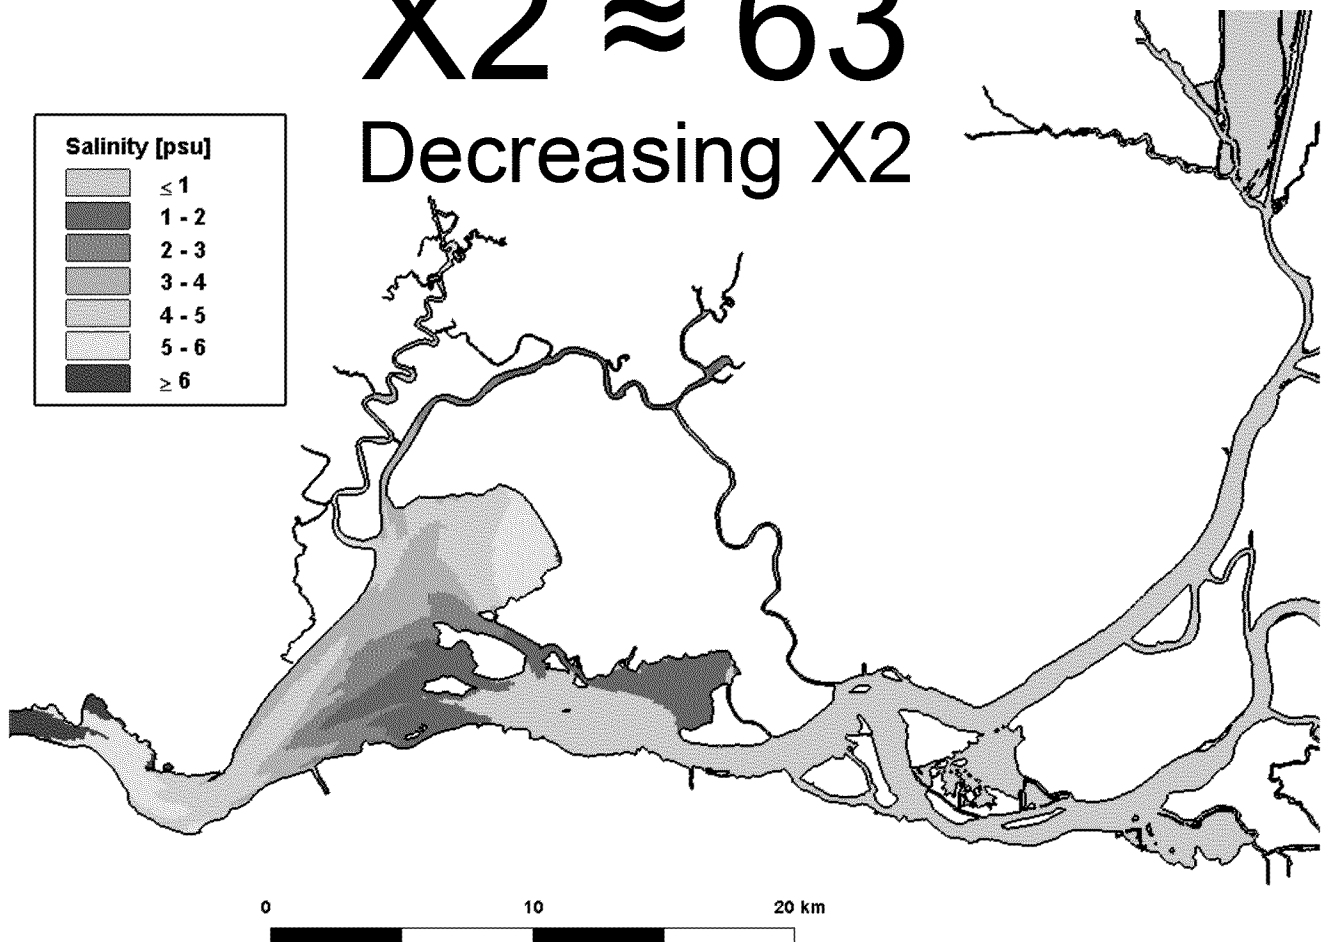 X2 ≈ 63
Decreasing X2
Salinity [psu]
≤ 1
1 - 2
2 - 3
3 - 4
4 - 5
5 - 6
≥ 6
0 10 20 km